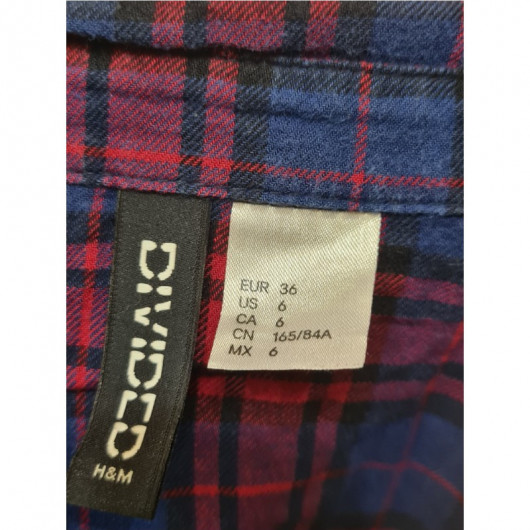 DIVIDED
H&M
EUR 36
US 6
CA 6
CN 165/84A
MX 6